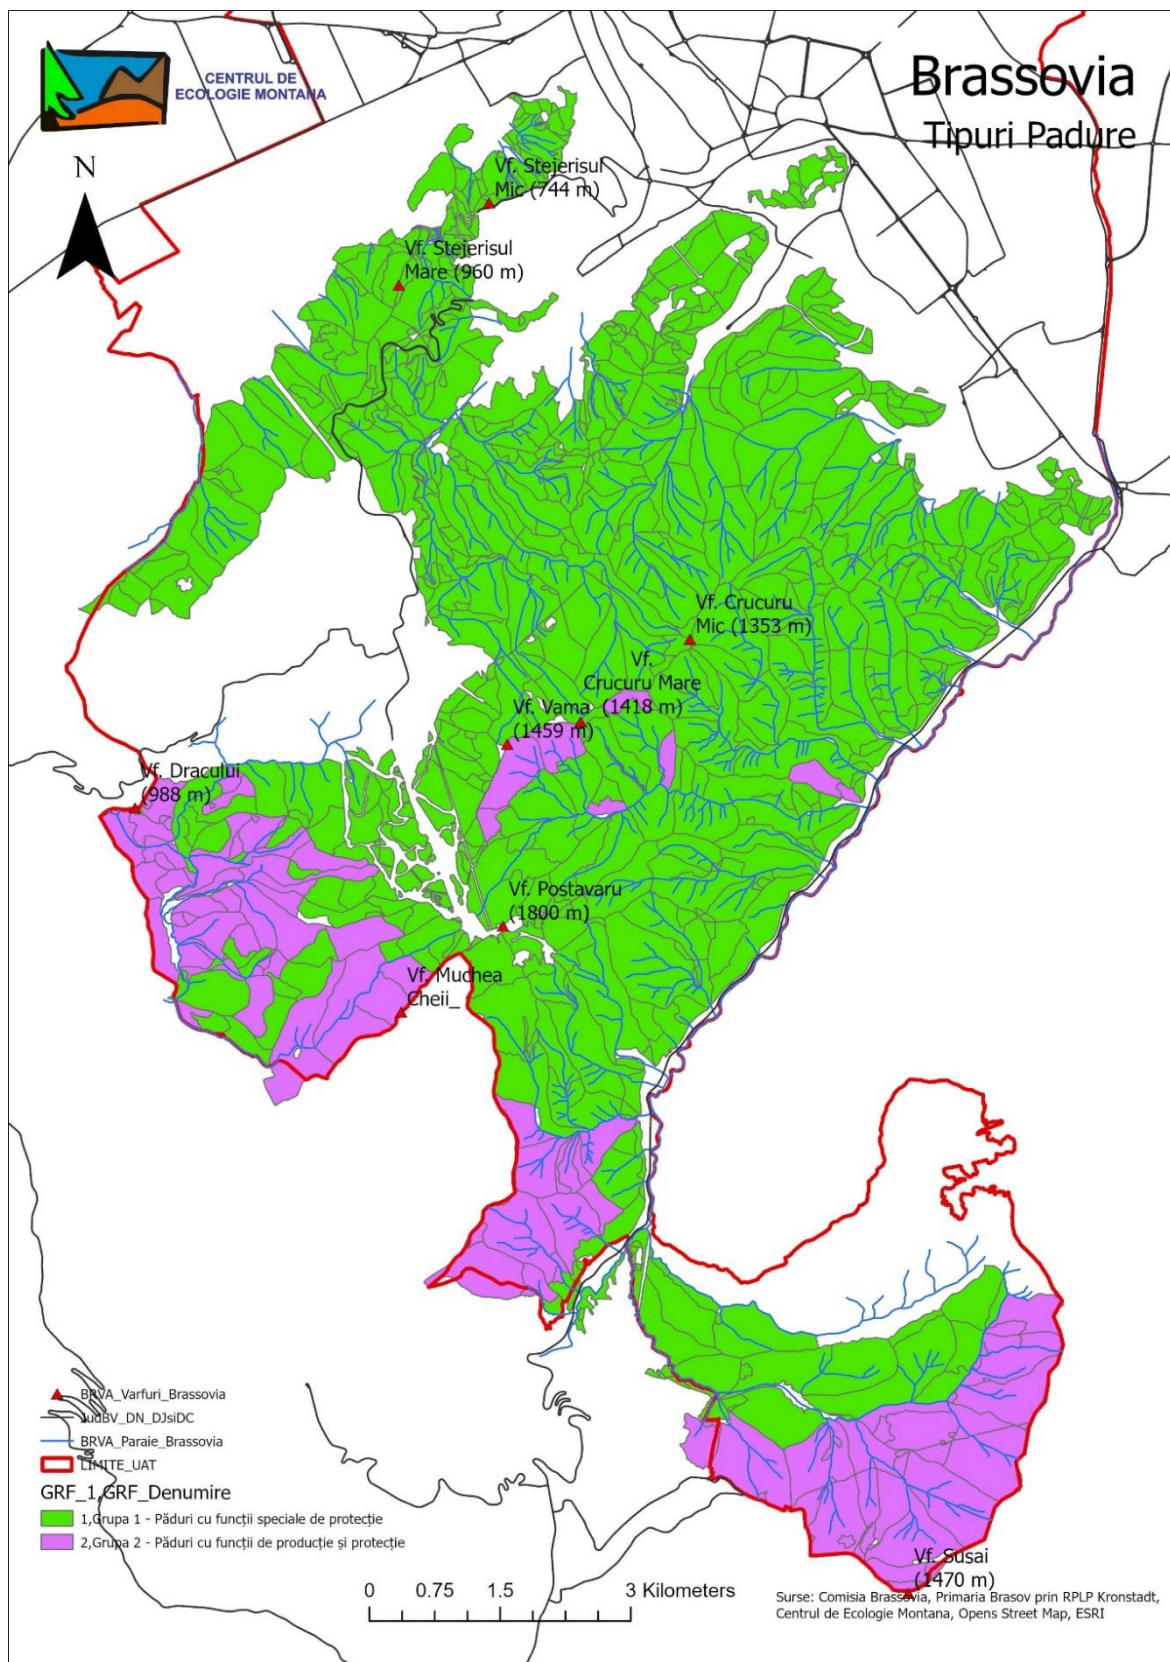 CENTRUL DE
ECOLOGIE MONTANA
Brassovia
Tipuri Padure
N
Vf. Stejerisul
Mic (744 m)
Vf. Stejerisul
Mare (960 m)
Vf. Crucuru
Mic (1353 m)
Vf.
Crucuru Mare
(1418 m)
Vf. Vama
(1459 m)
Vf. Dracului
(988 m)
Vf. Postavaru
(1800 m)
Vf. Muchea
Cheii_
BRVA_Varfuri_Brassovia
JudBV_DN_DJsiDC
BRVA_Paraie_Brassovia
LIMITE_UAT
GRF_1,GRF_Denumire
1,Grupa 1 - Păduri cu funcții speciale de protecție
2,Grupa 2 - Păduri cu funcții de producție și protecție
Vf. Susai
(1470 m)
0 0.75 1.5 3 Kilometers
Surse: Comisia Brassovia, Primaria Brasov prin RPLP Kronstadt,
Centrul de Ecologie Montana, Opens Street Map, ESRI